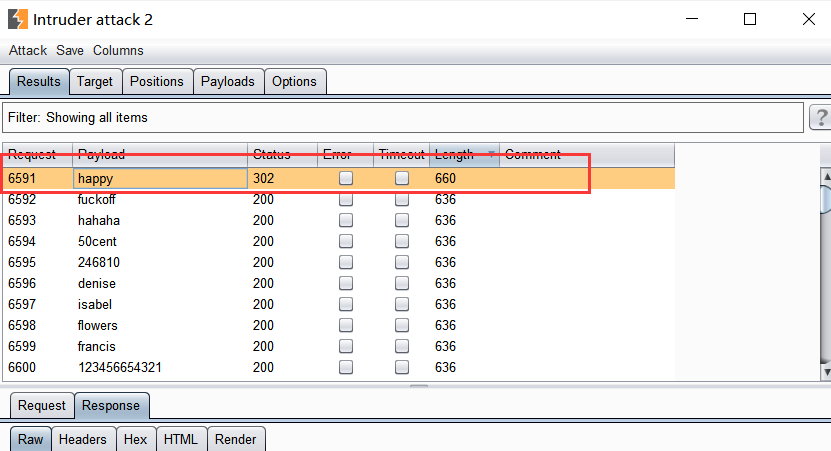 Intruder attack 2
Attack Save Columns
Results Target Positions Payloads Options
Filter: Showing all items ?
Request Payload Status Error Timeout Length Comment
6591 happy 302 660
6592 fuckoff 200 636
6593 hahaha 200 636
6594 50cent 200 636
6595 246810 200 636
6596 denise 200 636
6597 isabel 200 636
6598 flowers 200 636
6599 francis 200 636
6600 123456654321 200 636
Request Response
Raw Headers Hex HTML Render